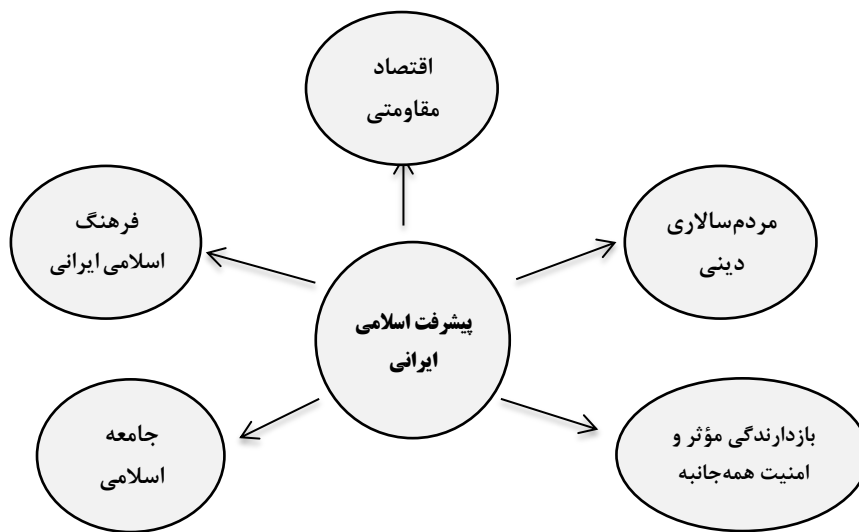 اقتصاد
مقاومتی
مردم‌سالاری
دینی
فرهنگ
اسلامی ایرانی
پیشرفت اسلامی
ایرانی
بازدارندگی مؤثر و
امنیت همه‌جانبه
جامعه
اسلامی